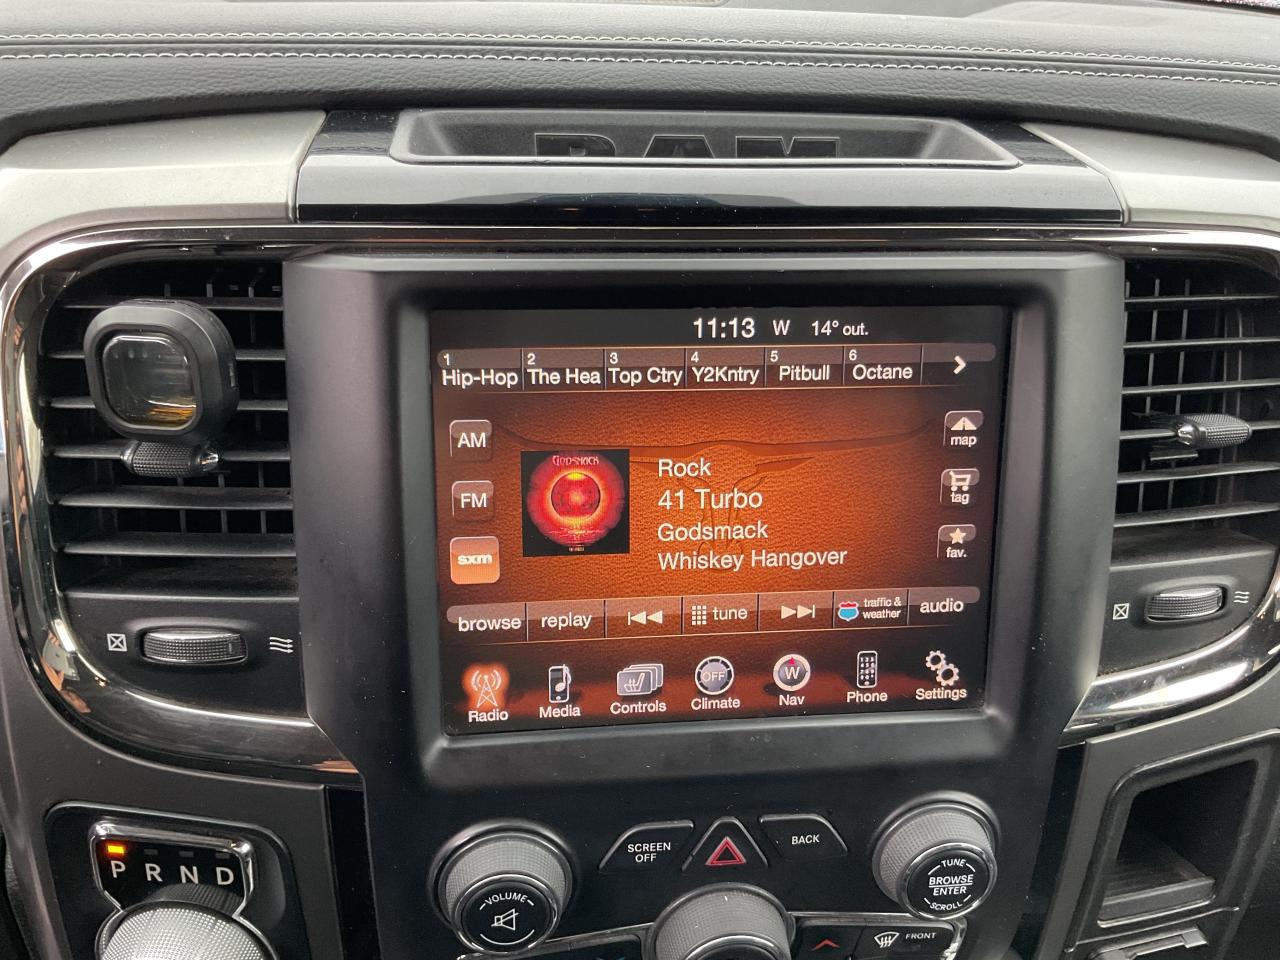 RAM
11:13 W 14° out.
1 2 3 4 5 6
Hip-Hop The Hea Top Ctry Y2Kntry Pitbull Octane
AM
map
GODSMACK
Rock
41 Turbo
FM
tag
Godsmack
sxm
fav.
Whiskey Hangover
browse replay tune traffic & weather audio
OFF W
Radio Media Controls Climate Nav Phone Settings
SCREEN OFF
BACK
P R N D
VOLUME
TUNE
BROWSE
ENTER
SCROLL
FRONT